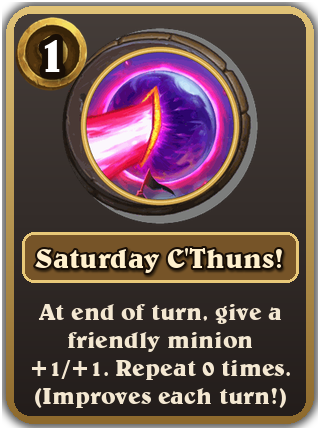 1
Saturday C'Thuns!
At end of turn, give a
friendly minion
+1/+1. Repeat 0 times.
(Improves each turn!)